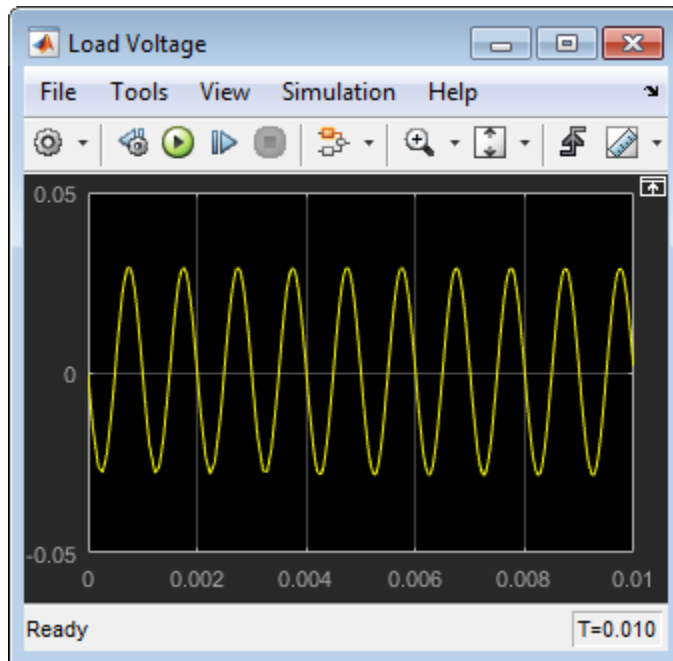 Load Voltage
File Tools View Simulation Help
0.05
0
-0.05
0 0.002 0.004 0.006 0.008 0.01
Ready T=0.010